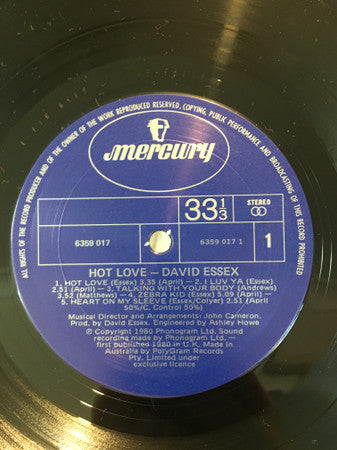 ALL RIGHTS OF THE RECORD PRODUCER AND OF THE OWNER OF THE WORK REPRODUCED RESERVED, COPYING, PUBLIC PERFORMANCE AND BROADCASTING OF THIS RECORD PROHIBITED
mercury
33 1/3
STEREO
6359 017
6359 017 1
1
HOT LOVE – DAVID ESSEX
1. HOT LOVE (Essex) 3,35 (April) – 2. I LUV YA (Essex)
2,51 (April) – 3. TALKING WITH YOUR BODY (Andrews)
3,52 (Matthews) – 4. ZEBRA KID (Essex) 5,09 (April) –
5. HEART ON MY SLEEVE (Essex/Colyer) 2,51 (April
50%/C. Control 50%)
Musical Director and Arrangements: John Cameron.
Prod. by David Essex. Engineered by Ashley Howe
℗ Copyright 1980 Phonogram Ltd. Sound
recording made by Phonogram Ltd. –
first published 1980 in U.K. Made in
Australia by PolyGram Records
Pty. Limited under
exclusive licence